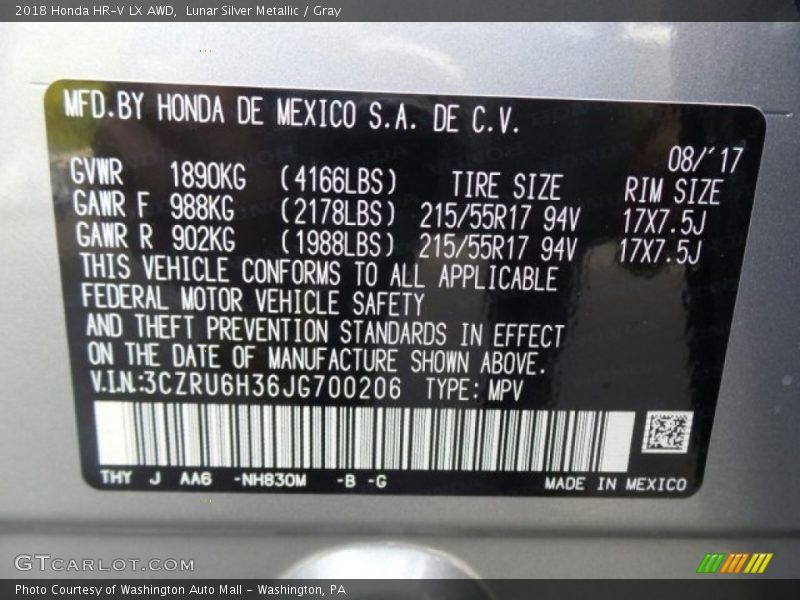 2018 Honda HR-V LX AWD, Lunar Silver Metallic / Gray
MFD.BY HONDA DE MEXICO S.A. DE C.V.
08/'17
GVWR 1890KG (4166LBS) TIRE SIZE RIM SIZE
GAWR F 988KG (2178LBS) 215/55R17 94V 17X7.5J
GAWR R 902KG (1988LBS) 215/55R17 94V 17X7.5J
THIS VEHICLE CONFORMS TO ALL APPLICABLE
FEDERAL MOTOR VEHICLE SAFETY
AND THEFT PREVENTION STANDARDS IN EFFECT
ON THE DATE OF MANUFACTURE SHOWN ABOVE.
V.I.N.:3CZRU6H36JG700206 TYPE: MPV
THY J AA6 -NH830M -B -G MADE IN MEXICO
GTCARLOT.COM
Photo Courtesy of Washington Auto Mall - Washington, PA